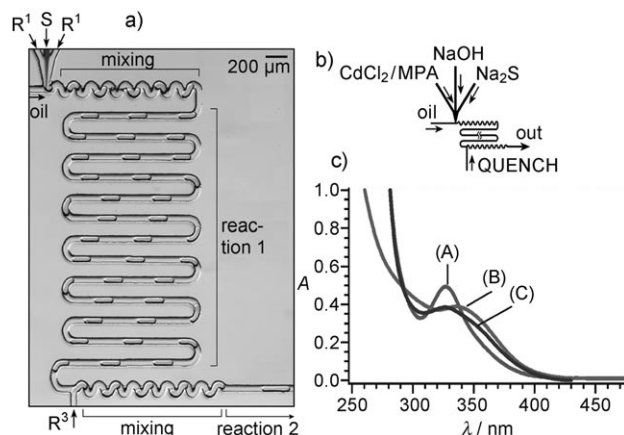 a)
R¹ S R¹
mixing
200 µm
oil
reac-
tion 1
R³
mixing
reaction 2
b)
NaOH
CdCl2/MPA
Na2S
oil
out
QUENCH
c)
1.0
0.8
0.6
A
0.4
0.2
0.0
(A)
(B)
(C)
250 300 350 400 450
λ / nm